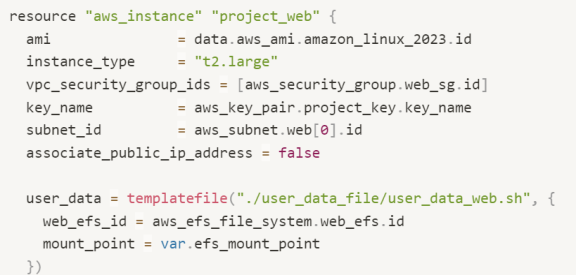 resource "aws_instance" "project_web" {
  ami                    = data.aws_ami.amazon_linux_2023.id
  instance_type          = "t2.large"
  vpc_security_group_ids = [aws_security_group.web_sg.id]
  key_name               = aws_key_pair.project_key.key_name
  subnet_id              = aws_subnet.web[0].id
  associate_public_ip_address = false

  user_data = templatefile("./user_data_file/user_data_web.sh", {
    web_efs_id = aws_efs_file_system.web_efs.id
    mount_point = var.efs_mount_point
  })